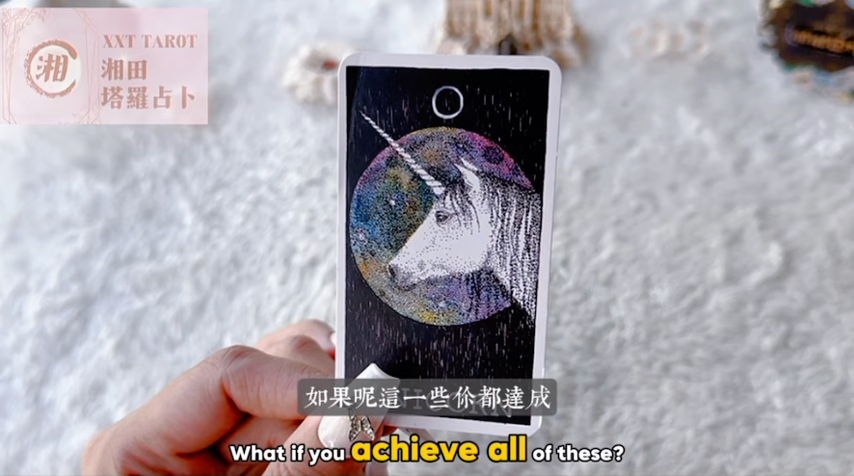 湘
XXT TAROT
湘田
塔羅占卜
如果呢這一些价都達成
What if you achieve all of these?